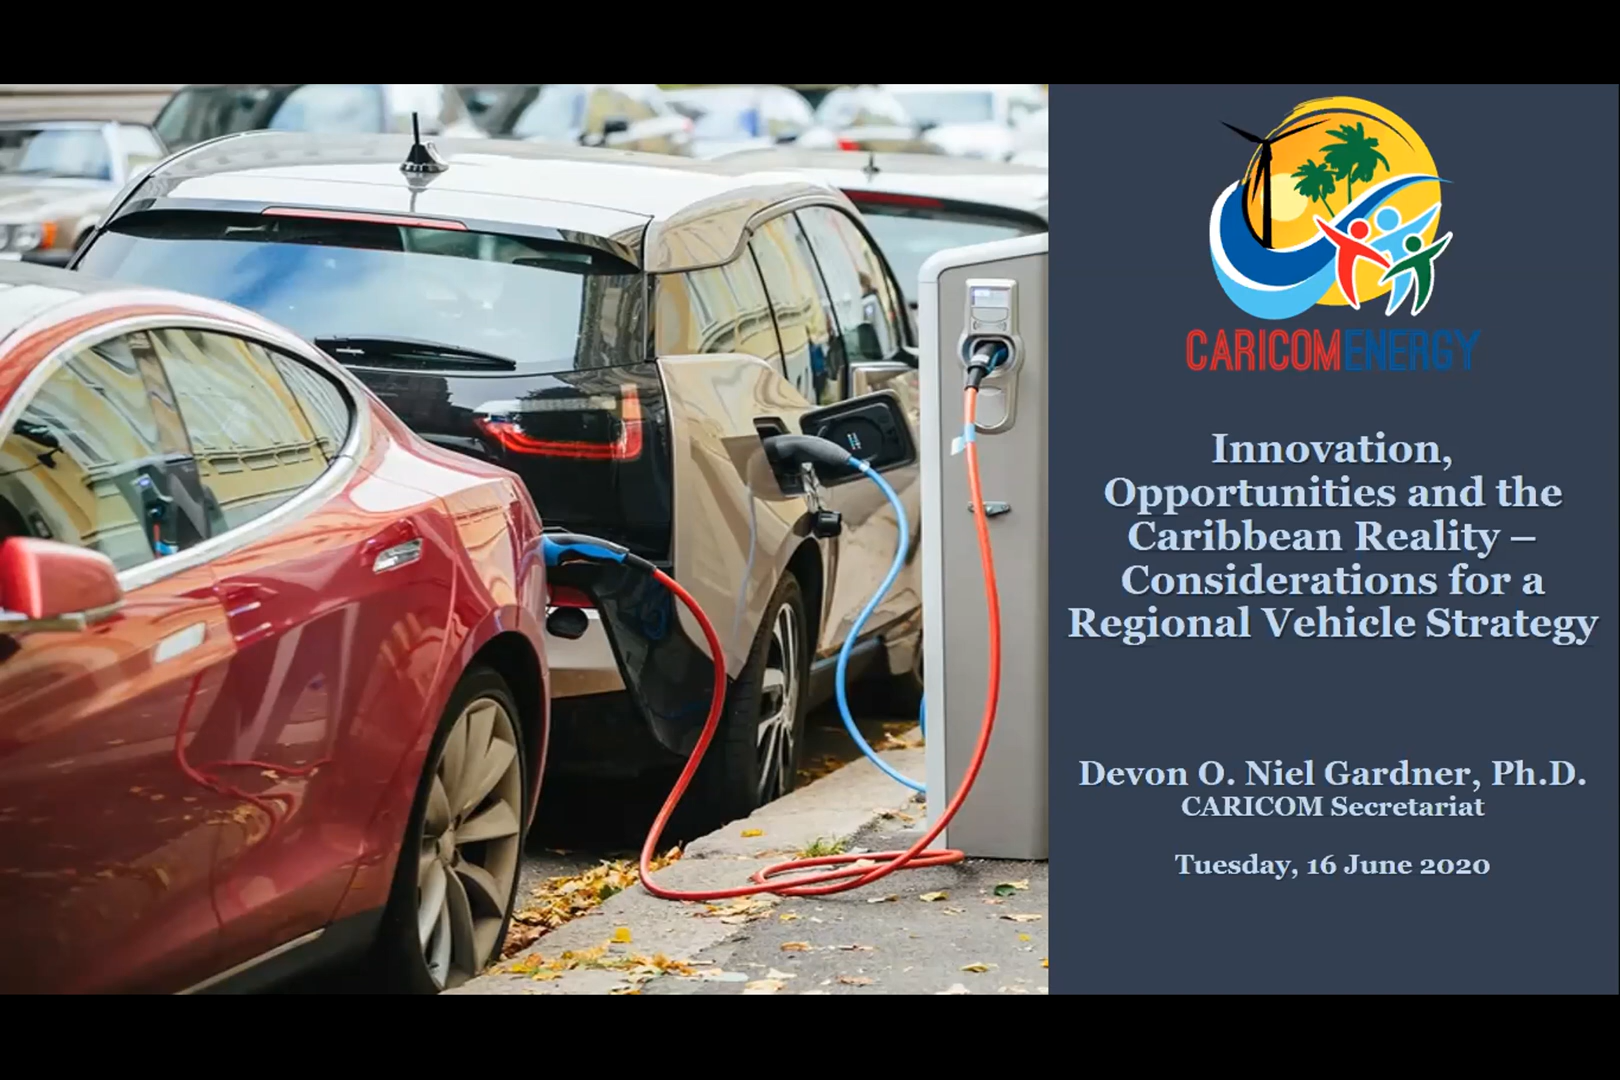 CARICOMENERGY
Innovation,
Opportunities and the
Caribbean Reality –
Considerations for a
Regional Vehicle Strategy
Devon O. Niel Gardner, Ph.D.
CARICOM Secretariat
Tuesday, 16 June 2020